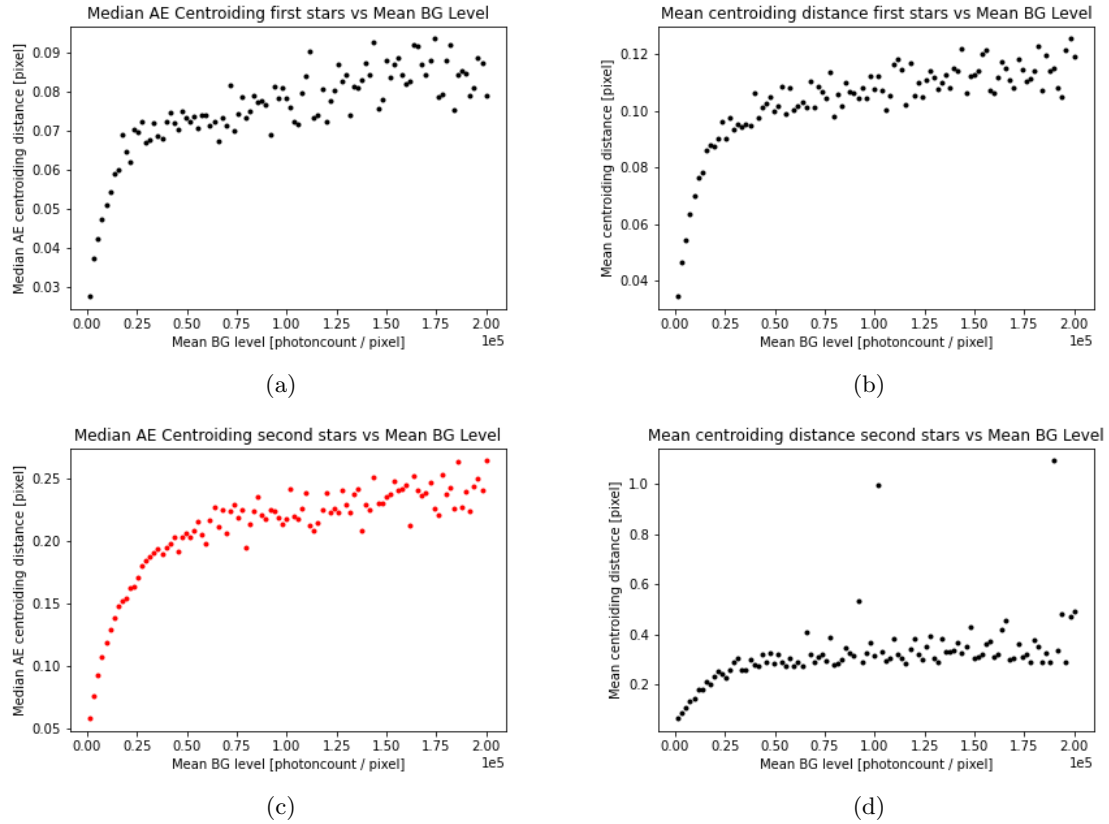 Median AE Centroiding first stars vs Mean BG Level
Median AE centroiding distance [pixel]
0.09
0.08
0.07
0.06
0.05
0.04
0.03
0.00 0.25 0.50 0.75 1.00 1.25 1.50 1.75 2.00
1e5
Mean BG level [photoncount / pixel]
(a)
Mean centroiding distance first stars vs Mean BG Level
Mean centroiding distance [pixel]
0.12
0.10
0.08
0.06
0.04
0.00 0.25 0.50 0.75 1.00 1.25 1.50 1.75 2.00
1e5
Mean BG level [photoncount / pixel]
(b)
Median AE Centroiding second stars vs Mean BG Level
Median AE centroiding distance [pixel]
0.25
0.20
0.15
0.10
0.05
0.00 0.25 0.50 0.75 1.00 1.25 1.50 1.75 2.00
1e5
Mean BG level [photoncount / pixel]
(c)
Mean centroiding distance second stars vs Mean BG Level
Mean centroiding distance [pixel]
1.0
0.8
0.6
0.4
0.2
0.00 0.25 0.50 0.75 1.00 1.25 1.50 1.75 2.00
1e5
Mean BG level [photoncount / pixel]
(d)